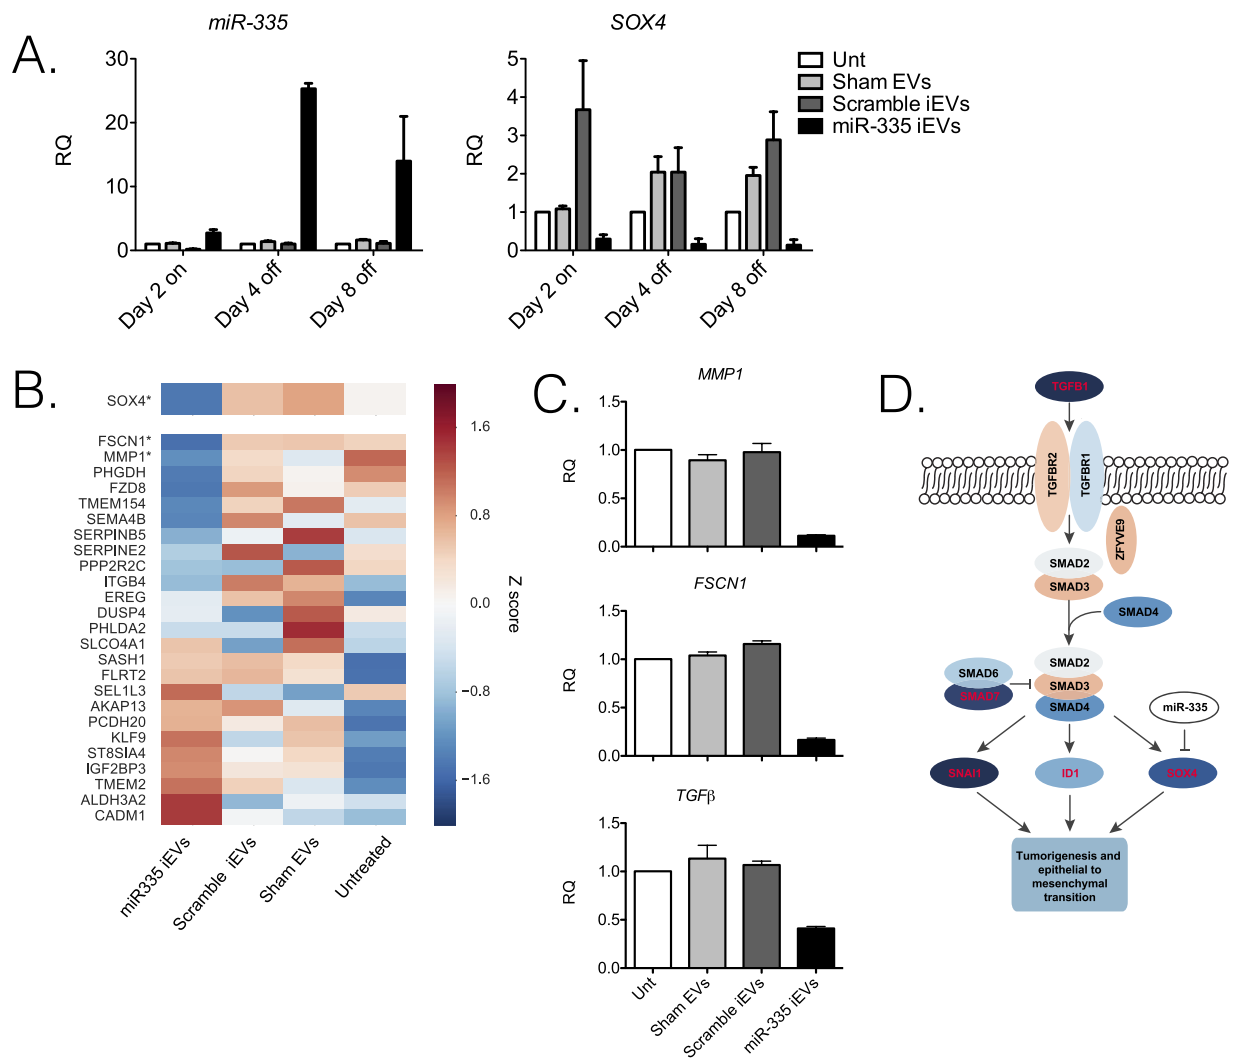 A.
miR-335
RQ
30
20
10
0
Day 2 on
Day 4 off
Day 8 off
SOX4
RQ
5
4
3
2
1
0
Day 2 on
Day 4 off
Day 8 off
Unt
Sham EVs
Scramble iEVs
miR-335 iEVs
B.
SOX4*
FSCN1*
MMP1*
PHGDH
FZD8
TMEM154
SEMA4B
SERPINB5
SERPINE2
PPP2R2C
ITGB4
EREG
DUSP4
PHLDA2
SLCO4A1
SASH1
FLRT2
SEL1L3
AKAP13
PCDH20
KLF9
ST8SIA4
IGF2BP3
TMEM2
ALDH3A2
CADM1
miR335 iEVs
Scramble iEVs
Sham EVs
Untreated
1.6
0.8
0.0
−0.8
−1.6
Z score
C.
MMP1
RQ
1.5
1.0
0.5
0.0
FSCN1
RQ
1.5
1.0
0.5
0.0
TGFβ
RQ
1.5
1.0
0.5
0.0
Unt
Sham EVs
Scramble iEVs
miR-335 iEVs
D.
TGFB1
TGFBR2
TGFBR1
ZFYVE9
SMAD2
SMAD3
SMAD4
SMAD2
SMAD6
SMAD3
SMAD7
SMAD4
miR-335
SNAI1
ID1
SOX4
Tumorigenesis and
epithelial to
mesenchymal
transition